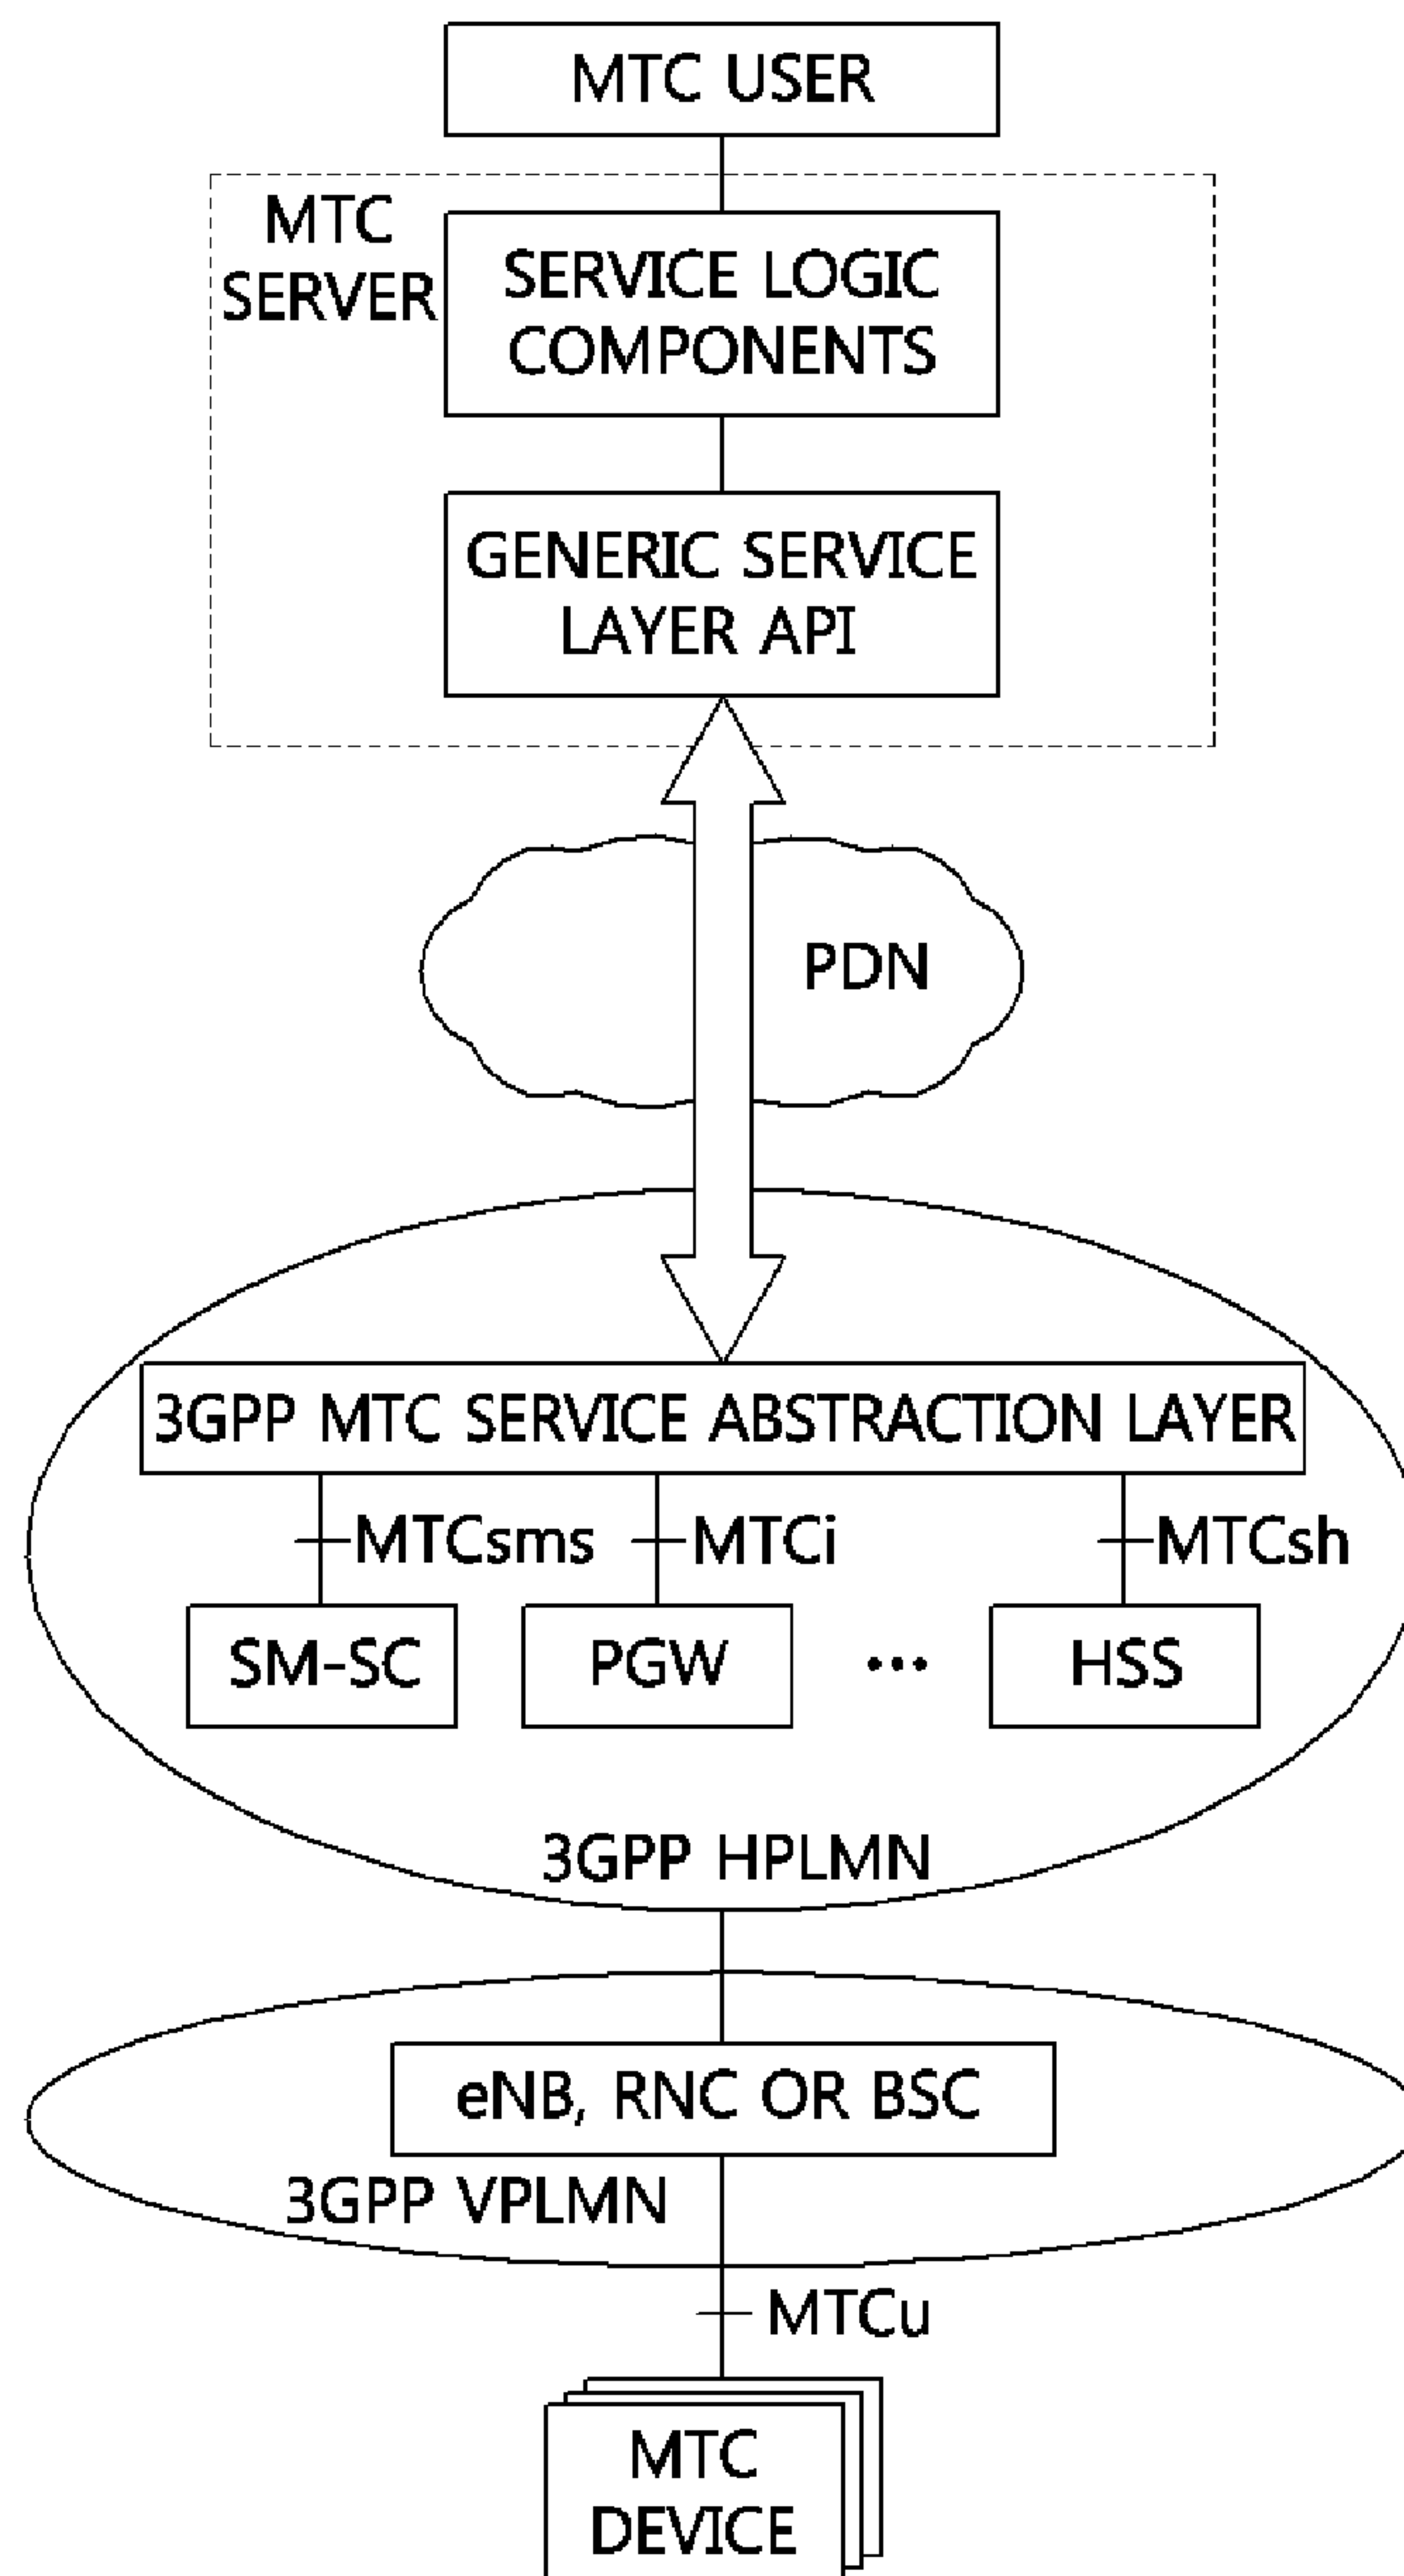 MTC USER
MTC
SERVER
SERVICE LOGIC
COMPONENTS
GENERIC SERVICE
LAYER API
PDN
3GPP MTC SERVICE ABSTRACTION LAYER
MTCsms
MTCi
MTCsh
SM-SC
PGW
...
HSS
3GPP HPLMN
eNB, RNC OR BSC
3GPP VPLMN
MTCu
MTC
DEVICE